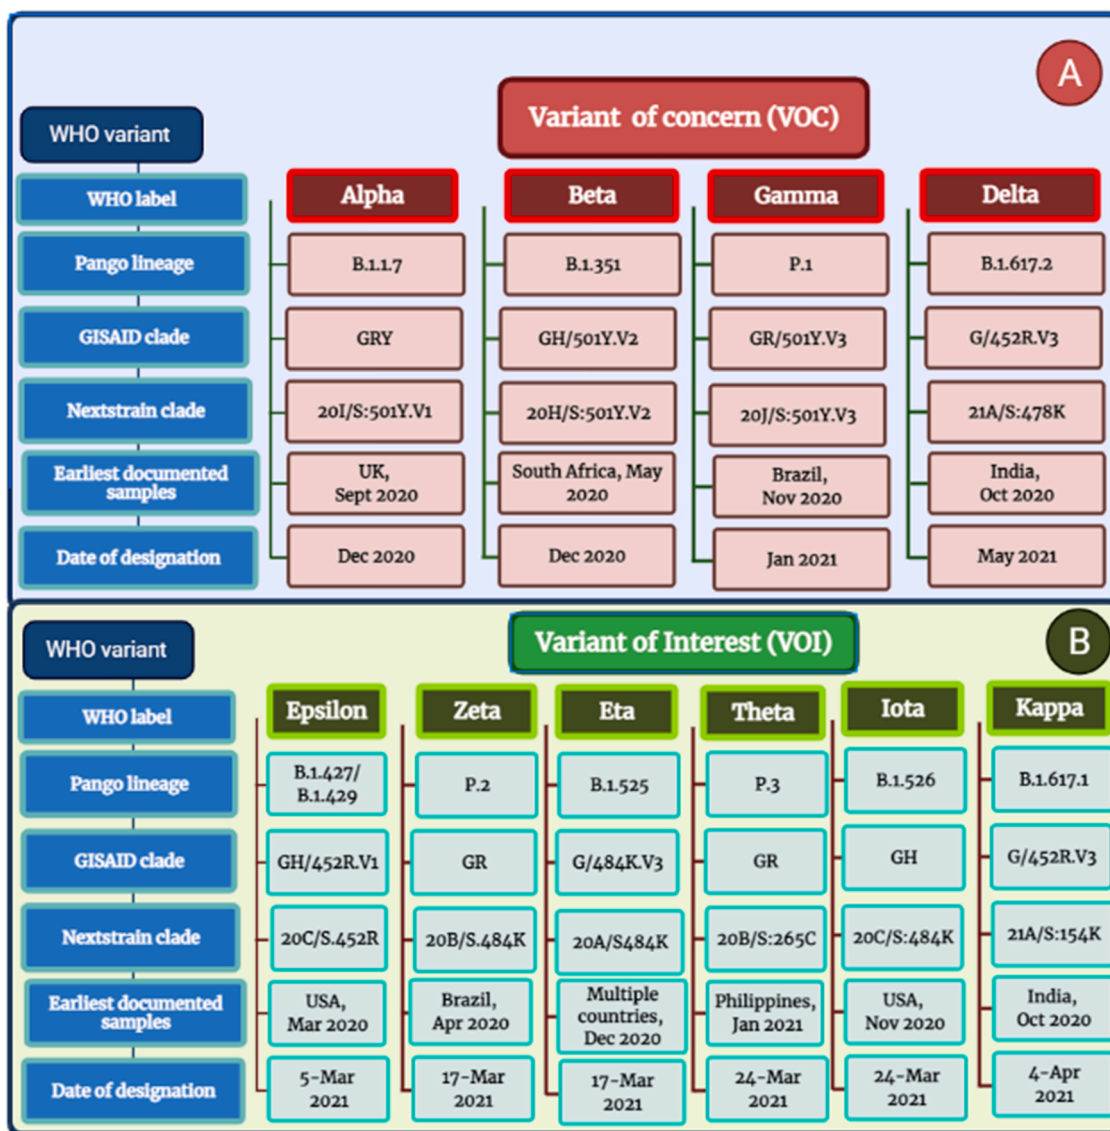 A
Variant of concern (VOC)
WHO variant
WHO label
Alpha
Beta
Gamma
Delta
Pango lineage
B.1.1.7
B.1.351
P.1
B.1.617.2
GISAID clade
GRY
GH/501Y.V2
GR/501Y.V3
G/452R.V3
Nextstrain clade
20I/S:501Y.V1
20H/S:501Y.V2
20J/S:501Y.V3
21A/S:478K
Earliest documented
samples
UK,
Sept 2020
South Africa, May
2020
Brazil,
Nov 2020
India,
Oct 2020
Date of designation
Dec 2020
Dec 2020
Jan 2021
May 2021
B
Variant of Interest (VOI)
WHO variant
WHO label
Epsilon
Zeta
Eta
Theta
Iota
Kappa
Pango lineage
B.1.427/
B.1.429
P.2
B.1.525
P.3
B.1.526
B.1.617.1
GISAID clade
GH/452R.V1
GR
G/484K.V3
GR
GH
G/452R.V3
Nextstrain clade
20C/S.452R
20B/S.484K
20A/S484K
20B/S:265C
20C/S:484K
21A/S:154K
Earliest documented
samples
USA,
Mar 2020
Brazil,
Apr 2020
Multiple
countries,
Dec 2020
Philippines,
Jan 2021
USA,
Nov 2020
India,
Oct 2020
Date of designation
5-Mar
2021
17-Mar
2021
17-Mar
2021
24-Mar
2021
24-Mar
2021
4-Apr
2021